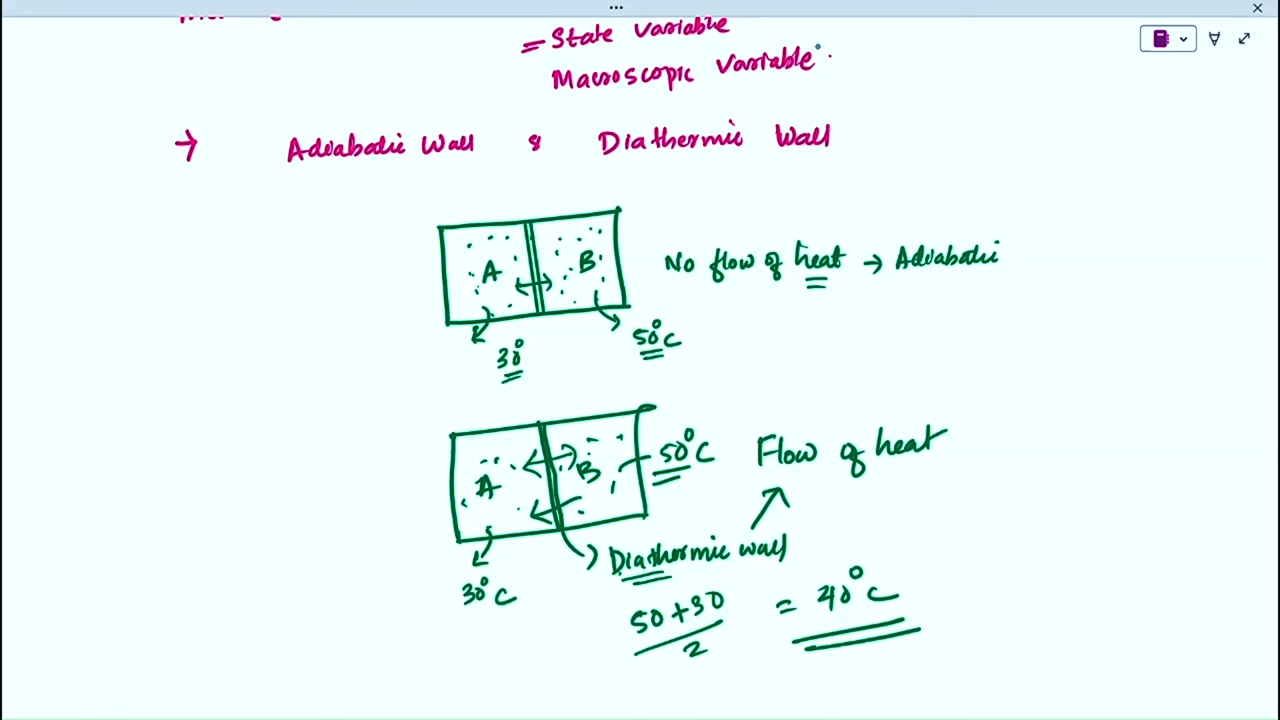 = State Variable
Macroscopic Variable.
→ Adiabatic Wall & Diathermic Wall
A B
No flow of heat → Adiabatic
30°
50°C
A B
50°C
Flow of heat
Diathermic wall
30°C
50+30
2
= 40°C